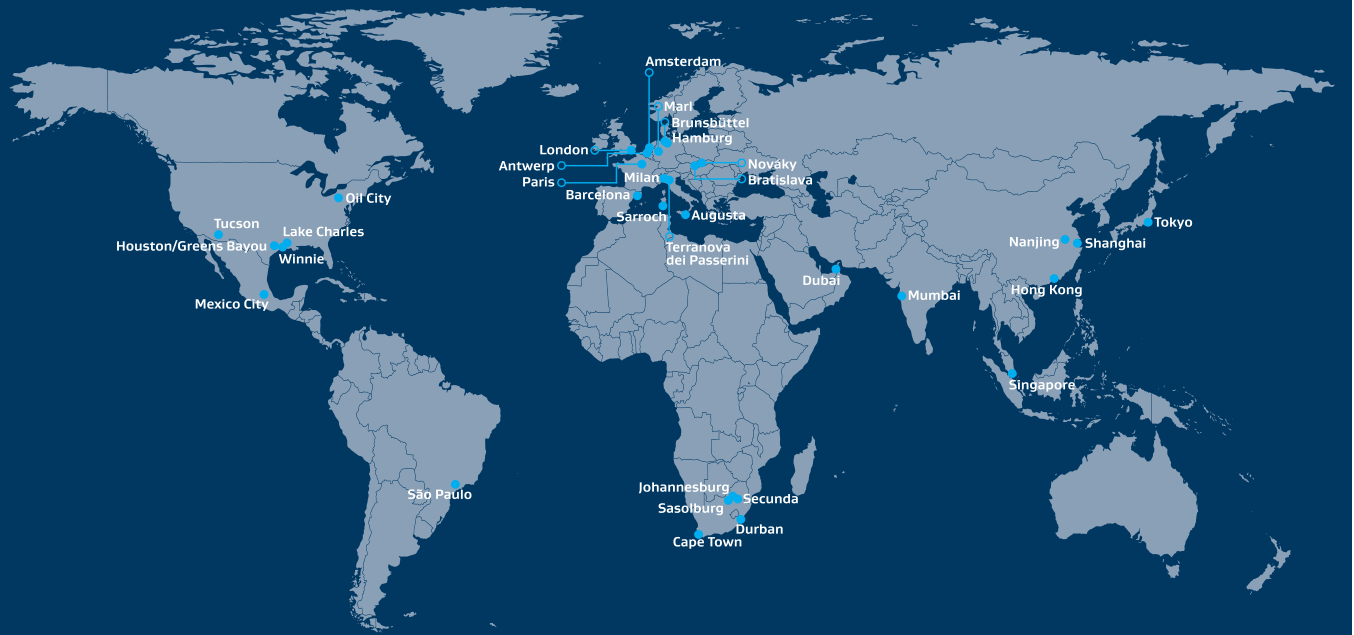 Amsterdam
Marl
Brunsbüttel
Hamburg
London
Antwerp
Paris
Milan
Nováky
Bratislava
Barcelona
Sarroch
Augusta
Terranova
dei Passerini
Oil City
Tucson
Lake Charles
Houston/Greens Bayou
Winnie
Mexico City
São Paulo
Dubai
Mumbai
Nanjing
Shanghai
Tokyo
Hong Kong
Singapore
Johannesburg
Secunda
Sasolburg
Durban
Cape Town